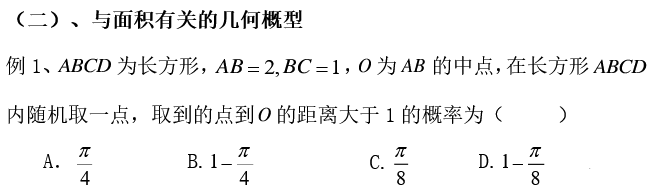 （二）、与面积有关的几何概型
例 1、ABCD 为长方形，AB = 2, BC = 1，O 为 AB 的中点，在长方形 ABCD
内随机取一点，取到的点到 O 的距离大于 1 的概率为（　　）
A. π/4　B. 1−π/4　C. π/8　D. 1−π/8